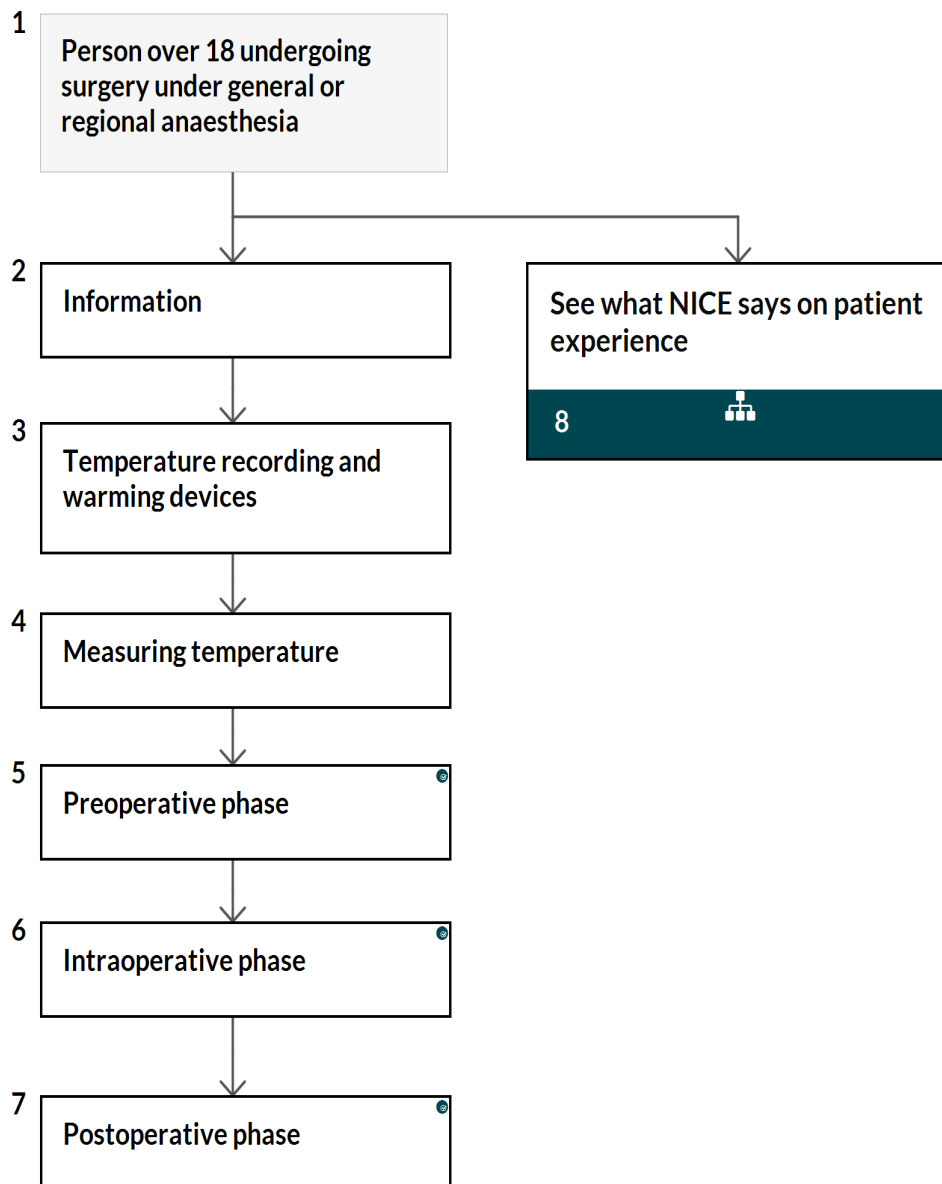 1
Person over 18 undergoing
surgery under general or
regional anaesthesia
2
Information
See what NICE says on patient
experience
8
3
Temperature recording and
warming devices
4
Measuring temperature
5
Preoperative phase
6
Intraoperative phase
7
Postoperative phase